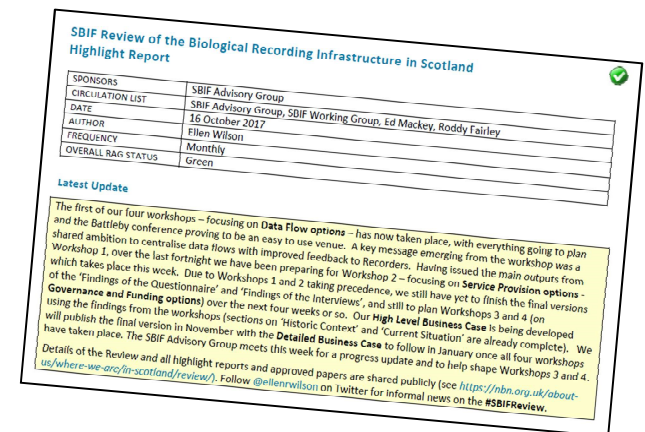 SBIF Review of the Biological Recording Infrastructure in Scotland
Highlight Report
SPONSORS SBIF Advisory Group
CIRCULATION LIST SBIF Advisory Group, SBIF Working Group, Ed Mackey, Roddy Fairley
DATE 16 October 2017
AUTHOR Ellen Wilson
FREQUENCY Monthly
OVERALL RAG STATUS Green
Latest Update
The first of our four workshops – focusing on Data Flow options – has now taken place, with everything going to plan
and the Battleby conference proving to be an easy to use venue. A key message emerging from the workshop was a
shared ambition to centralise data flows with improved feedback to Recorders. Having issued the main outputs from
Workshop 1, over the last fortnight we have been preparing for Workshop 2 – focusing on Service Provision options -
which takes place this week. Due to Workshops 1 and 2 taking precedence, we still have yet to finish the final versions
of the 'Findings of the Questionnaire' and 'Findings of the Interviews', and still to plan Workshops 3 and 4 (on
Governance and Funding options) over the next four weeks or so. Our High Level Business Case is being developed
using the findings from the workshops (sections on 'Historic Context' and 'Current Situation' are already complete). We
will publish the final version in November with the Detailed Business Case to follow in January once all four workshops
have taken place. The SBIF Advisory Group meets this week for a progress update and to help shape Workshops 3 and 4.
Details of the Review and all highlight reports and approved papers are shared publicly (see https://nbn.org.uk/about-
us/where-we-are/in-scotland/review/). Follow @ellenrwilson on Twitter for informal news on the #SBIFReview.